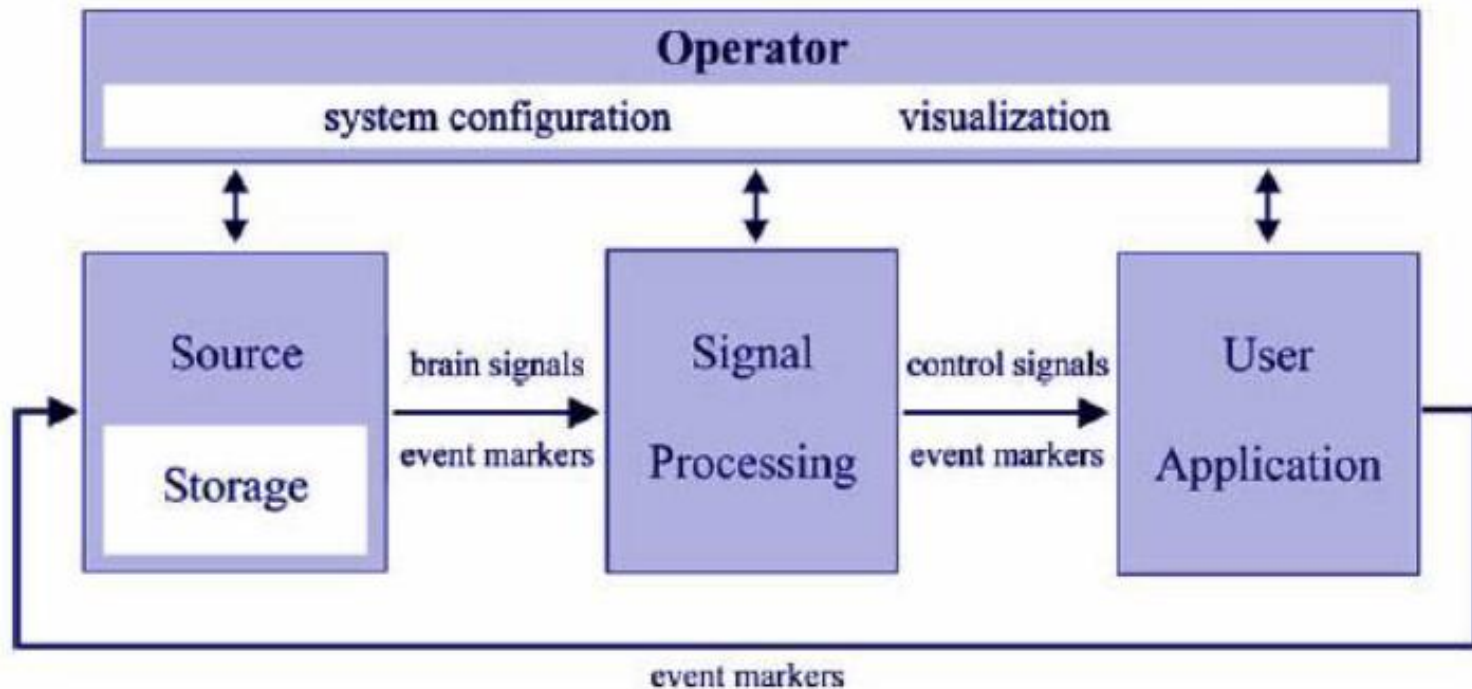 Operator
system configuration visualization
Source
Storage
brain signals
event markers
Signal
Processing
control signals
event markers
User
Application
event markers